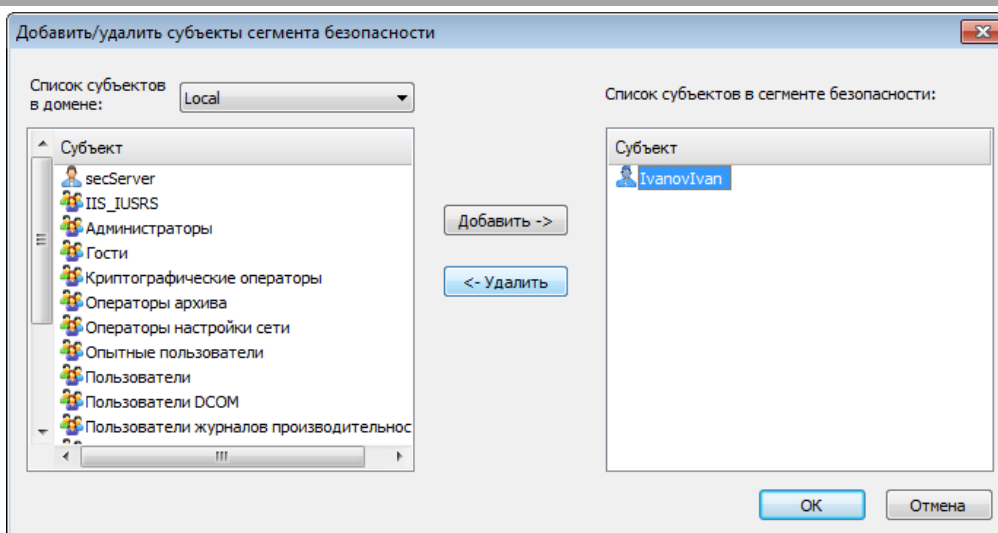 Добавить/удалить субъекты сегмента безопасности
Список субъектов
в домене:
Local
Список субъектов в сегменте безопасности:
Субъект
secServer
IIS_IUSRS
Администраторы
Гости
Криптографические операторы
Операторы архива
Операторы настройки сети
Опытные пользователи
Пользователи
Пользователи DCOM
Пользователи журналов производительнос
Добавить ->
<- Удалить
Субъект
IvanovIvan
ОК
Отмена